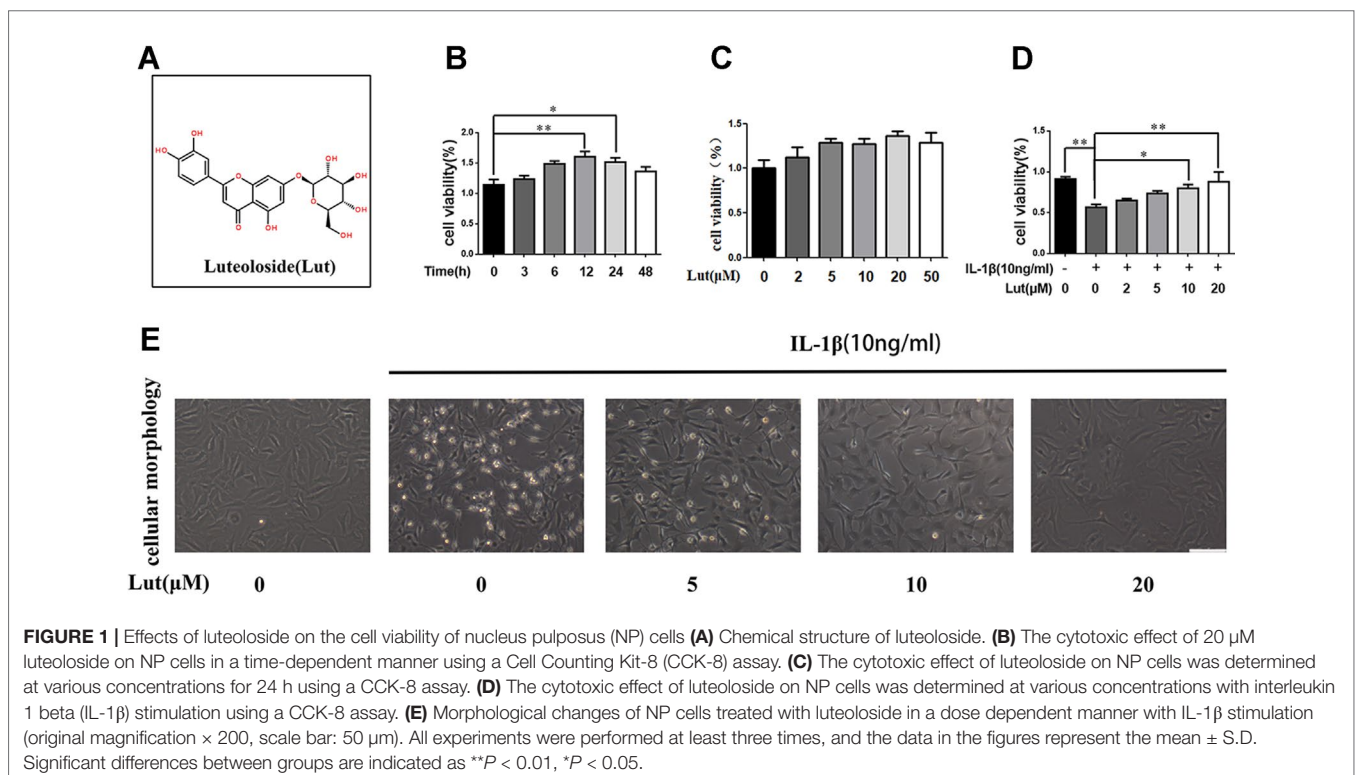 A
B
C
D
HO
OH
HO
O
O
OH
OH
O
OH
OH
O
OH
Luteoloside(Lut)
cell viability(%)
2.0
1.5
1.0
0.5
0.0
*
**
Time(h) 0 3 6 12 24 48
cell viability（%）
1.5
1.0
0.5
0.0
Lut(μM) 0 2 5 10 20 50
cell viability(%)
1.5
1.0
0.5
0.0
**
**
*
IL-1β(10ng/ml) - + + + + +
Lut(μM) 0 0 2 5 10 20
E
IL-1β(10ng/ml)
cellular morphology
Lut(μM) 0 0 5 10 20
FIGURE 1 | Effects of luteoloside on the cell viability of nucleus pulposus (NP) cells (A) Chemical structure of luteoloside. (B) The cytotoxic effect of 20 μM
luteoloside on NP cells in a time-dependent manner using a Cell Counting Kit-8 (CCK-8) assay. (C) The cytotoxic effect of luteoloside on NP cells was determined
at various concentrations for 24 h using a CCK-8 assay. (D) The cytotoxic effect of luteoloside on NP cells was determined at various concentrations with interleukin
1 beta (IL-1β) stimulation using a CCK-8 assay. (E) Morphological changes of NP cells treated with luteoloside in a dose dependent manner with IL-1β stimulation
(original magnification × 200, scale bar: 50 μm). All experiments were performed at least three times, and the data in the figures represent the mean ± S.D.
Significant differences between groups are indicated as **P < 0.01, *P < 0.05.